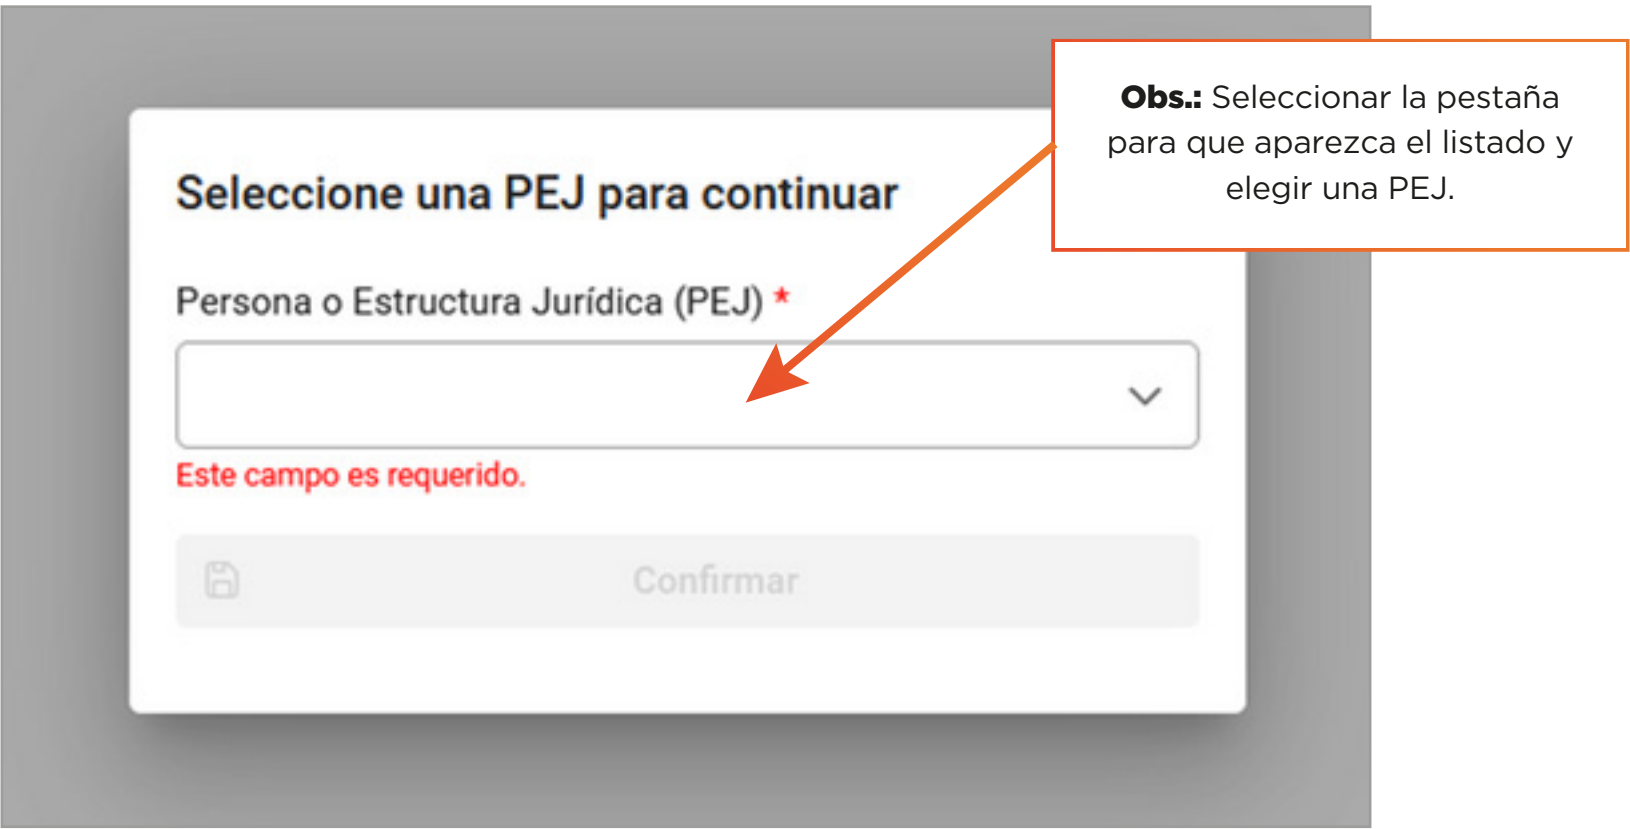 Obs.: Seleccionar la pestaña
para que aparezca el listado y
elegir una PEJ.
Seleccione una PEJ para continuar
Persona o Estructura Jurídica (PEJ) *
Este campo es requerido.
Confirmar